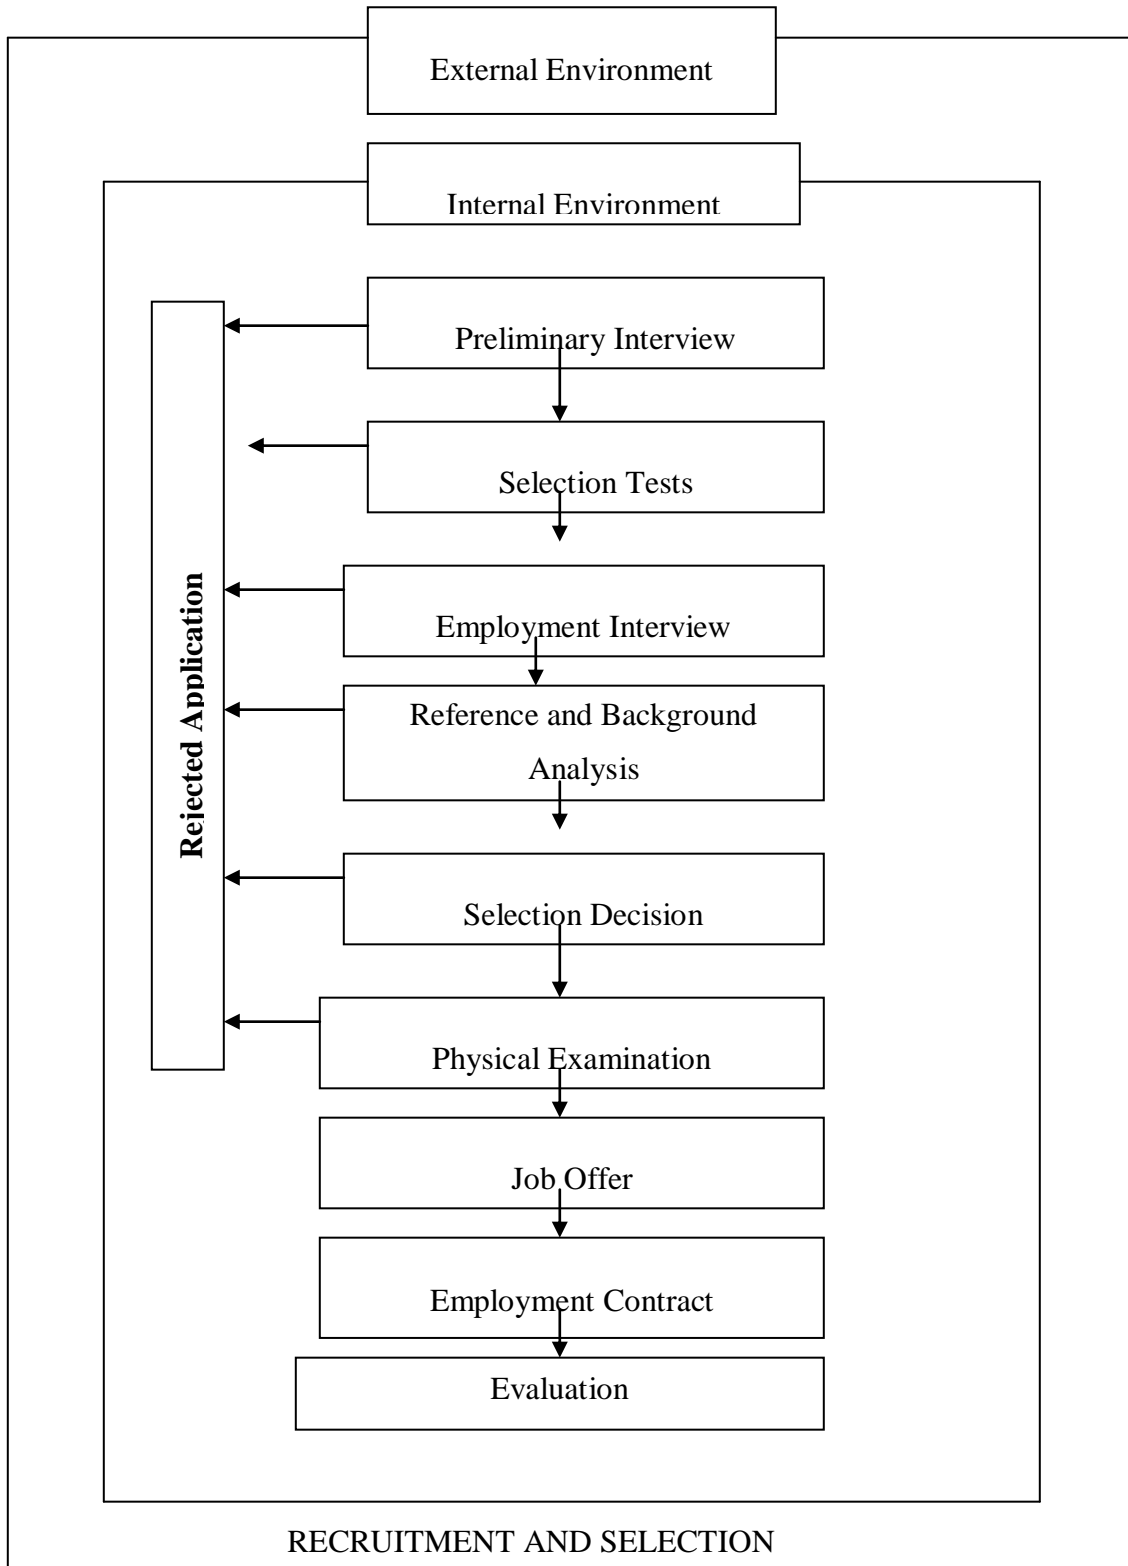 External Environment
Internal Environment
Preliminary Interview
Selection Tests
Employment Interview
Reference and Background
Analysis
Rejected Application
Selection Decision
Physical Examination
Job Offer
Employment Contract
Evaluation
RECRUITMENT AND SELECTION